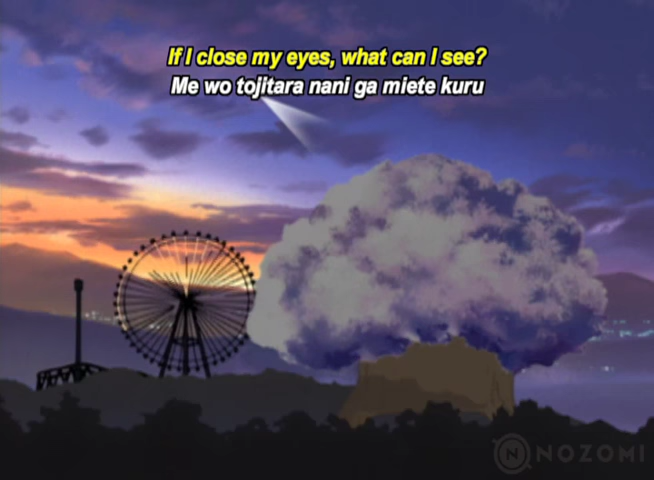 If I close my eyes, what can I see?
Me wo tojitara nani ga miete kuru
NOZOMI